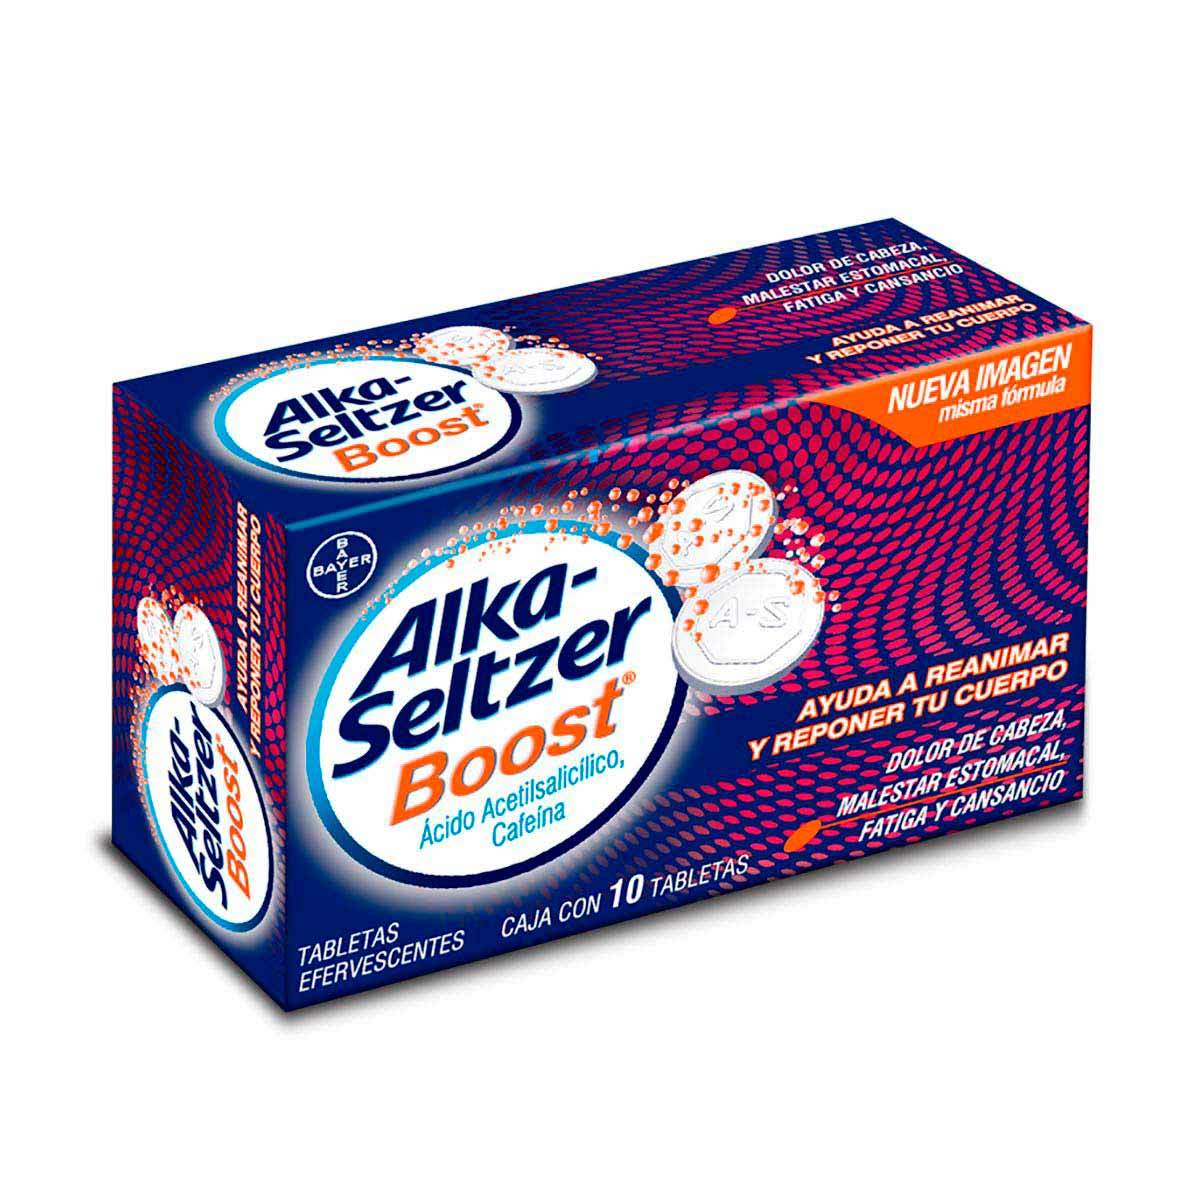 DOLOR DE CABEZA,
MALESTAR ESTOMACAL,
FATIGA Y CANSANCIO
AYUDA A REANIMAR
Y REPONER TU CUERPO
Alka-
Seltzer
Boost®
NUEVA IMAGEN
misma fórmula
BAYER
BAYER
Alka-
Seltzer
Boost®
Ácido Acetilsalicílico,
Cafeína
A-S
A-S
A-S
AYUDA A REANIMAR
Y REPONER TU CUERPO
DOLOR DE CABEZA,
MALESTAR ESTOMACAL,
FATIGA Y CANSANCIO
TABLETAS
EFERVESCENTES
CAJA CON 10 TABLETAS
AYUDA A REANIMAR
Y REPONER TU CUERPO
Alka-
Seltzer
Boost®